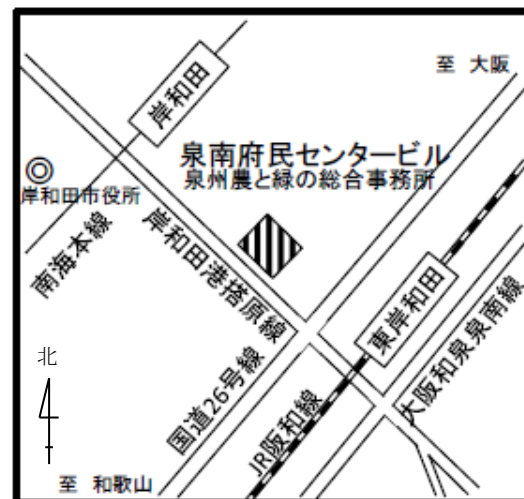 岸和田
至 大阪
泉南府民センタービル
泉州農と緑の総合事務所
岸和田市役所
南海本線
岸和田港塔原線
東岸和田
大阪和泉泉南線
国道26号線
JR阪和線
北
至 和歌山